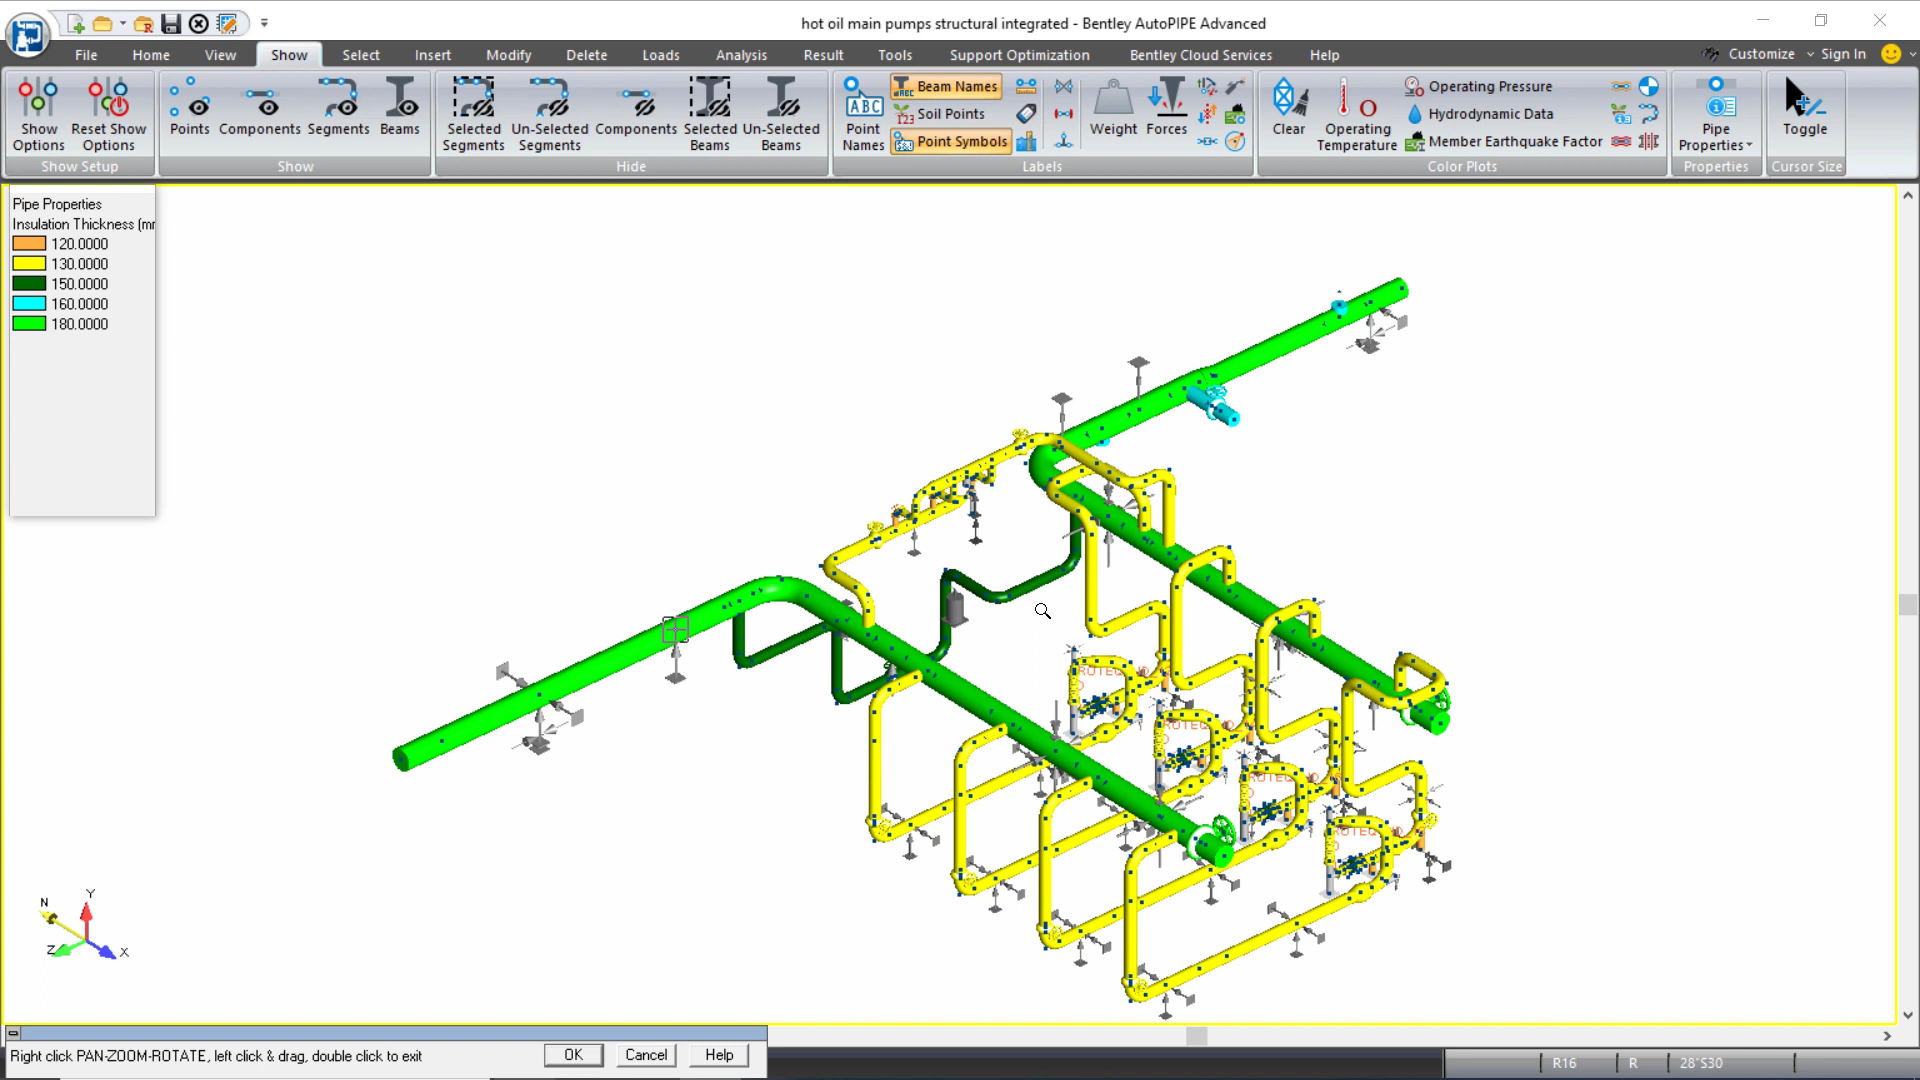 hot oil main pumps structural integrated - Bentley AutoPIPE Advanced
File Home View Show Select Insert Modify Delete Loads Analysis Result Tools Support Optimization Bentley Cloud Services Help Customize Sign In
Show Options
Reset Show Options
Show Setup
Points
Components
Segments
Beams
Show
Selected Segments
Un-Selected Segments
Components
Selected Beams
Un-Selected Beams
Hide
ABC
Point Names
Beam Names
Soil Points
Point Symbols
Weight
Forces
Labels
Clear
Operating Temperature
Operating Pressure
Hydrodynamic Data
Member Earthquake Factor
Color Plots
Pipe Properties
Properties
Toggle
Cursor Size
Pipe Properties
Insulation Thickness (m
120.0000
130.0000
150.0000
160.0000
180.0000
N
Y
Z
X
Right click PAN-ZOOM-ROTATE, left click & drag, double click to exit
OK Cancel Help
R16 R 28"S30